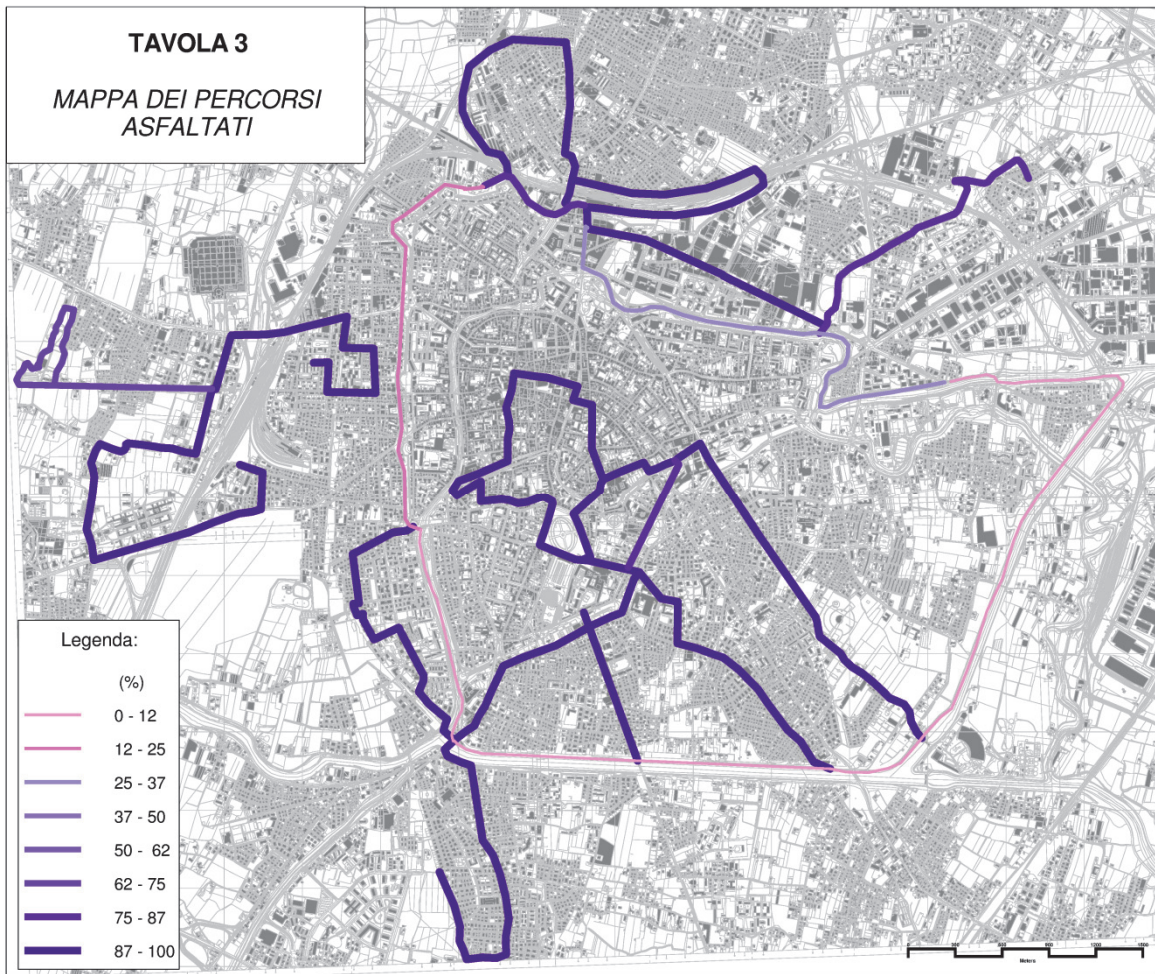 TAVOLA 3
MAPPA DEI PERCORSI
ASFALTATI
Legenda:
(%)
0 - 12
12 - 25
25 - 37
37 - 50
50 - 62
62 - 75
75 - 87
87 - 100
Meters